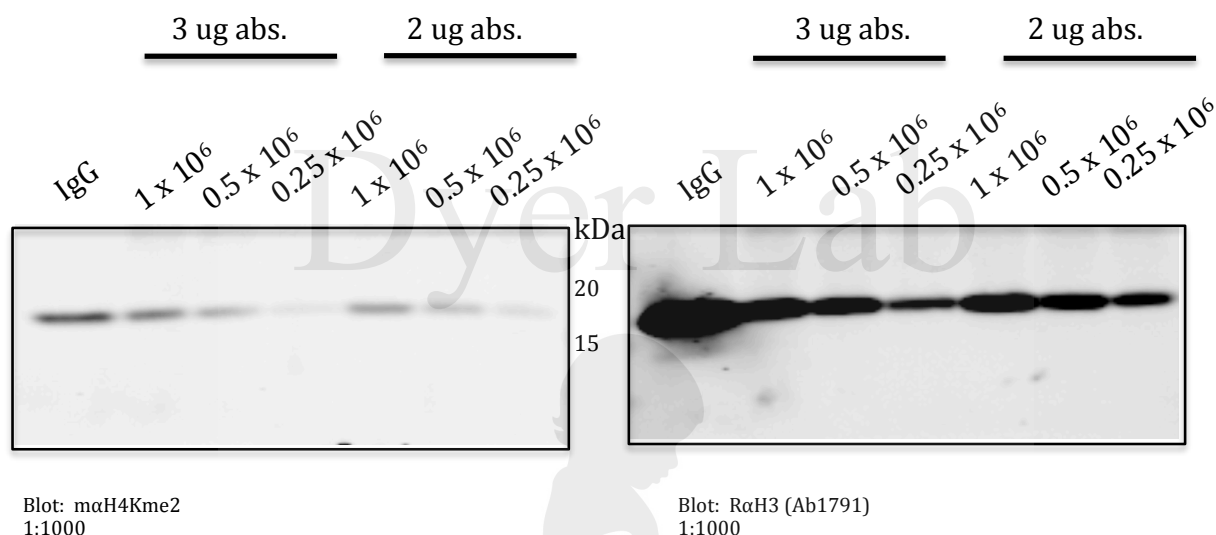 3 ug abs. 2 ug abs. 3 ug abs. 2 ug abs.
IgG 1 x 10⁶ 0.5 x 10⁶ 0.25 x 10⁶ 1 x 10⁶ 0.5 x 10⁶ 0.25 x 10⁶ IgG 1 x 10⁶ 0.5 x 10⁶ 0.25 x 10⁶ 1 x 10⁶ 0.5 x 10⁶ 0.25 x 10⁶
Dyer Lab
kDa
20
15
Blot: mαH4Kme2
1:1000
Blot: RαH3 (Ab1791)
1:1000